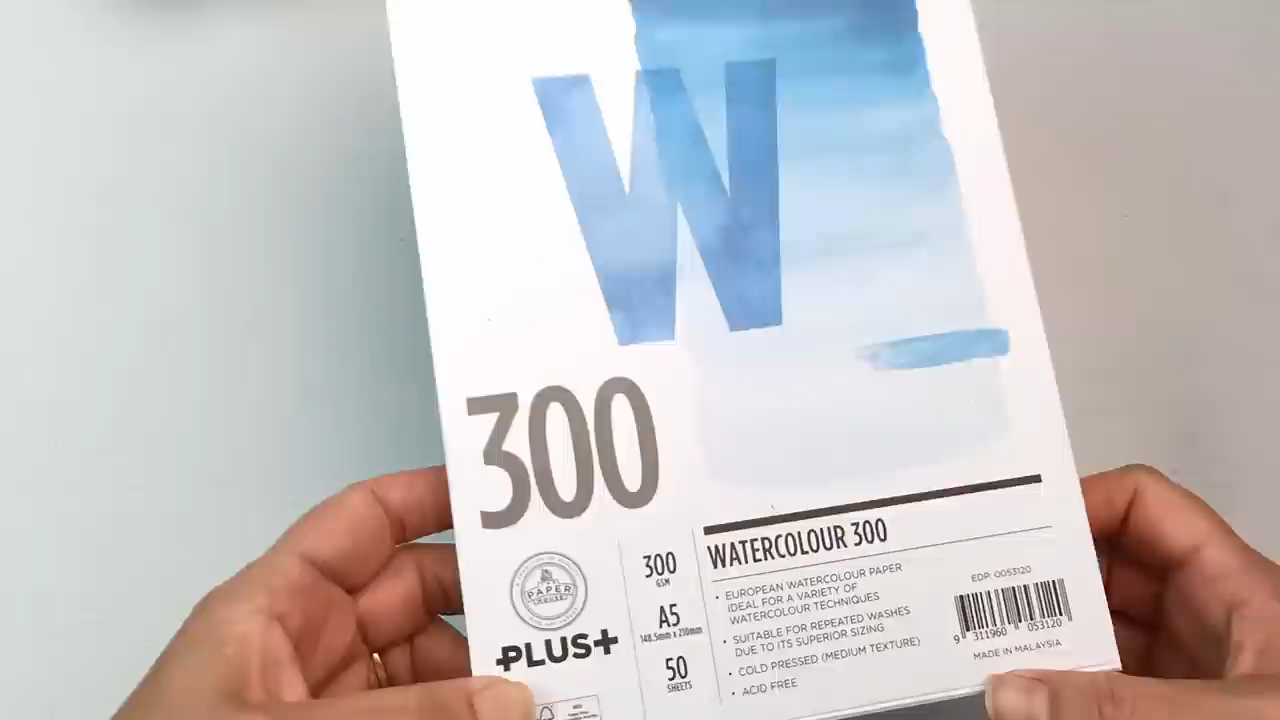 W
300
PAPER
HOUSE
PLUS+
300
GSM
A5
148.5mm x 210mm
50
SHEETS
WATERCOLOUR 300
• EUROPEAN WATERCOLOUR PAPER
IDEAL FOR A VARIETY OF
WATERCOLOUR TECHNIQUES
• SUITABLE FOR REPEATED WASHES
DUE TO ITS SUPERIOR SIZING
• COLD PRESSED (MEDIUM TEXTURE)
• ACID FREE
EDP: 0053120
9 311960 053120
MADE IN MALAYSIA